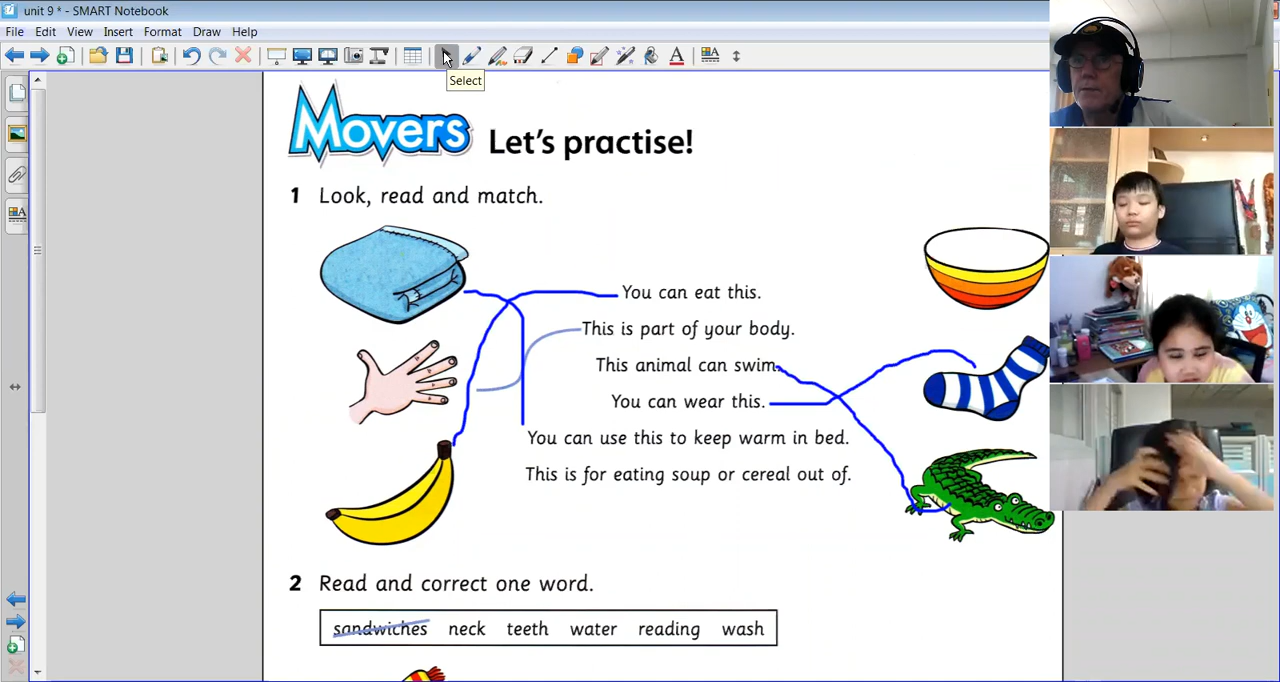 unit 9 * - SMART Notebook
File Edit View Insert Format Draw Help
Select
Movers Let's practise!
1 Look, read and match.
You can eat this.
This is part of your body.
This animal can swim.
You can wear this.
You can use this to keep warm in bed.
This is for eating soup or cereal out of.
2 Read and correct one word.
sandwiches neck teeth water reading wash